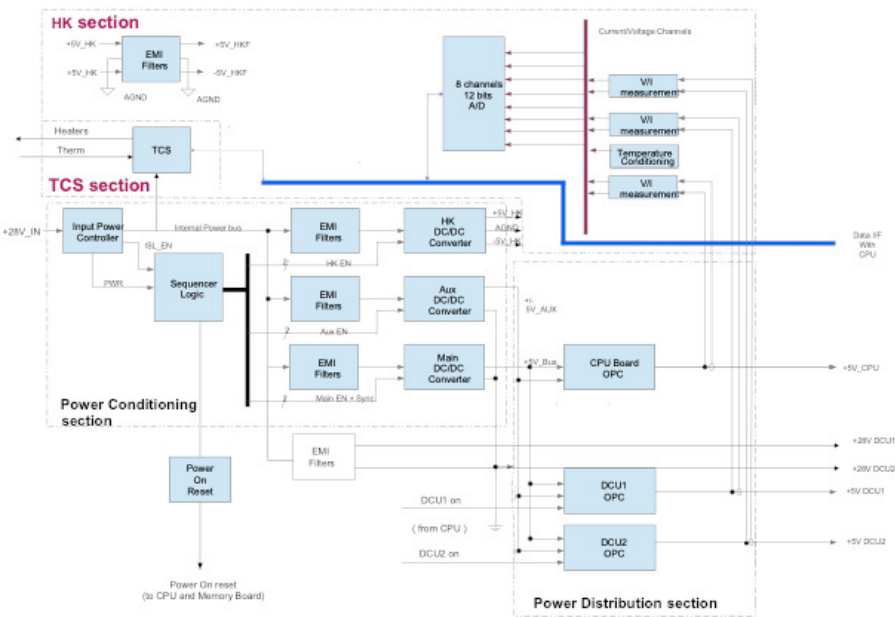 HK section
+5V_HK
+5V_HKF
EMI
Filters
+5V_HK
-5V_HKF
AGND
AGND
Current/Voltage Channels
8 channels
12 bits
A/D
V/I
measurement
V/I
measurement
Temperature
Conditioning
V/I
measurement
Heaters
Therm
TCS
TCS section
+28V_IN
Input Power
Controller
ISL_EN
PWR
Internal Power bus
Sequencer
Logic
EMI
Filters
HK
DC/DC
Converter
+5V_HK
AGND
-5V_HK
2
HK EN
Data I/F
With
CPU
EMI
Filters
Aux
DC/DC
Converter
+/-
5V_AUX
2
Aux EN
EMI
Filters
Main
DC/DC
Converter
+5V_Bus
CPU Board
OPC
+5V_CPU
2
Main EN + Sync
Power Conditioning
section
EMI
Filters
+28V DCU1
+28V DCU2
Power
On
Reset
DCU1 on
DCU1
OPC
+5V DCU1
( from CPU )
DCU2 on
DCU2
OPC
+5V DCU2
Power On reset
(to CPU and Memory Board)
Power Distribution section